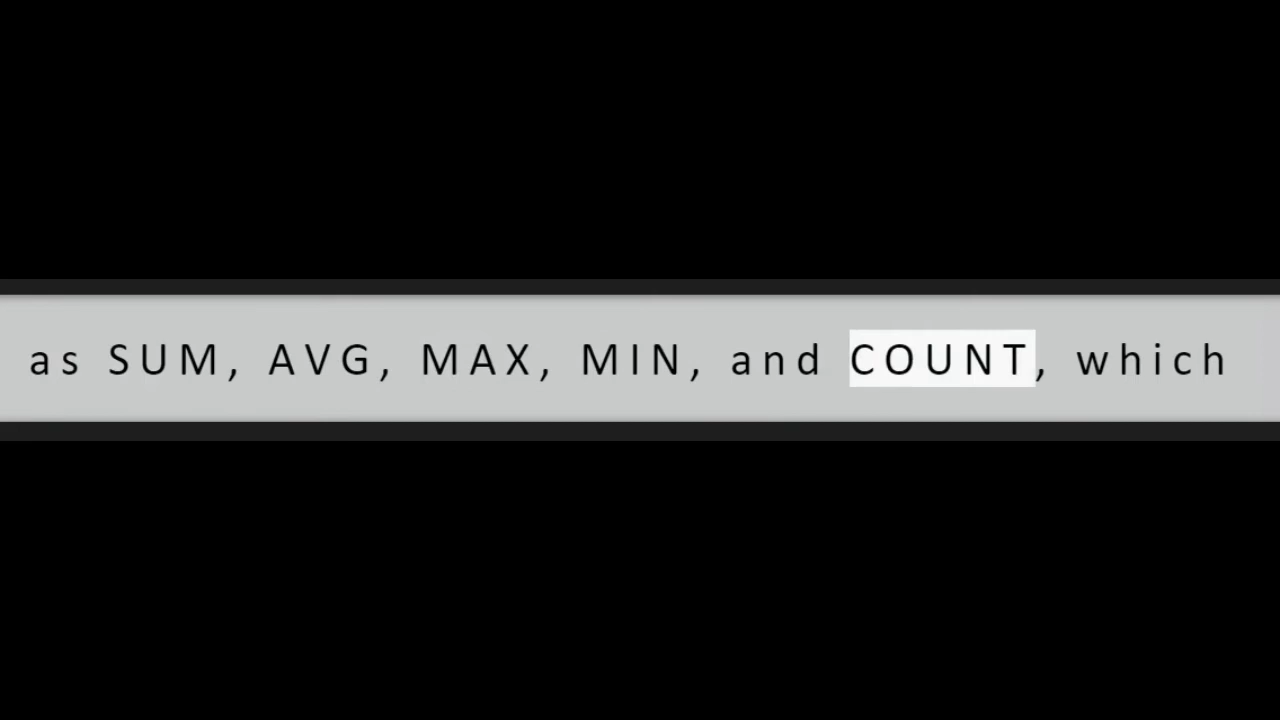 as SUM, AVG, MAX, MIN, and COUNT, which